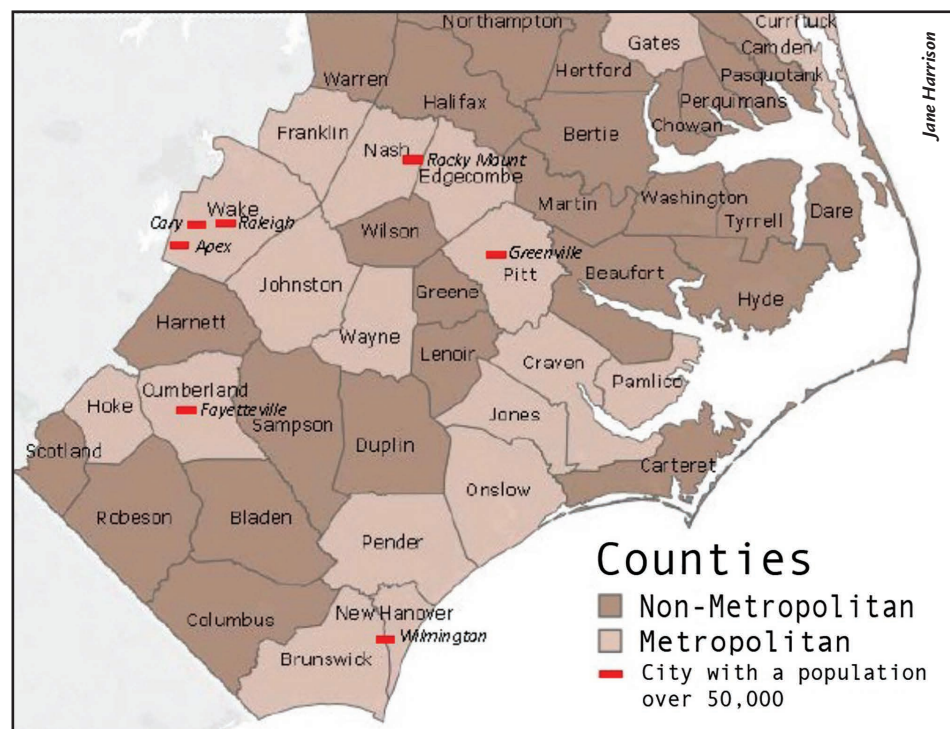 Jane Harrison
Northampton
Currituck
Gates
Camden
Warren
Hertford
Pasquotank
Halifax
Perquimans
Franklin
Chowan
Bertie
Nash
Rocky Mount
Edgecombe
Martin
Washington
Wake
Tyrrell
Dare
Cary
Raleigh
Wilson
Apex
Greenville
Pitt
Beaufort
Johnston
Greene
Hyde
Harnett
Wayne
Lenoir
Craven
Pamlico
Cumberland
Hoke
Fayetteville
Sampson
Jones
Duplin
Scotland
Carteret
Onslow
Robeson
Bladen
Pender
Counties
Non-Metropolitan
New Hanover
Columbus
Wilmington
Metropolitan
Brunswick
City with a population
over 50,000